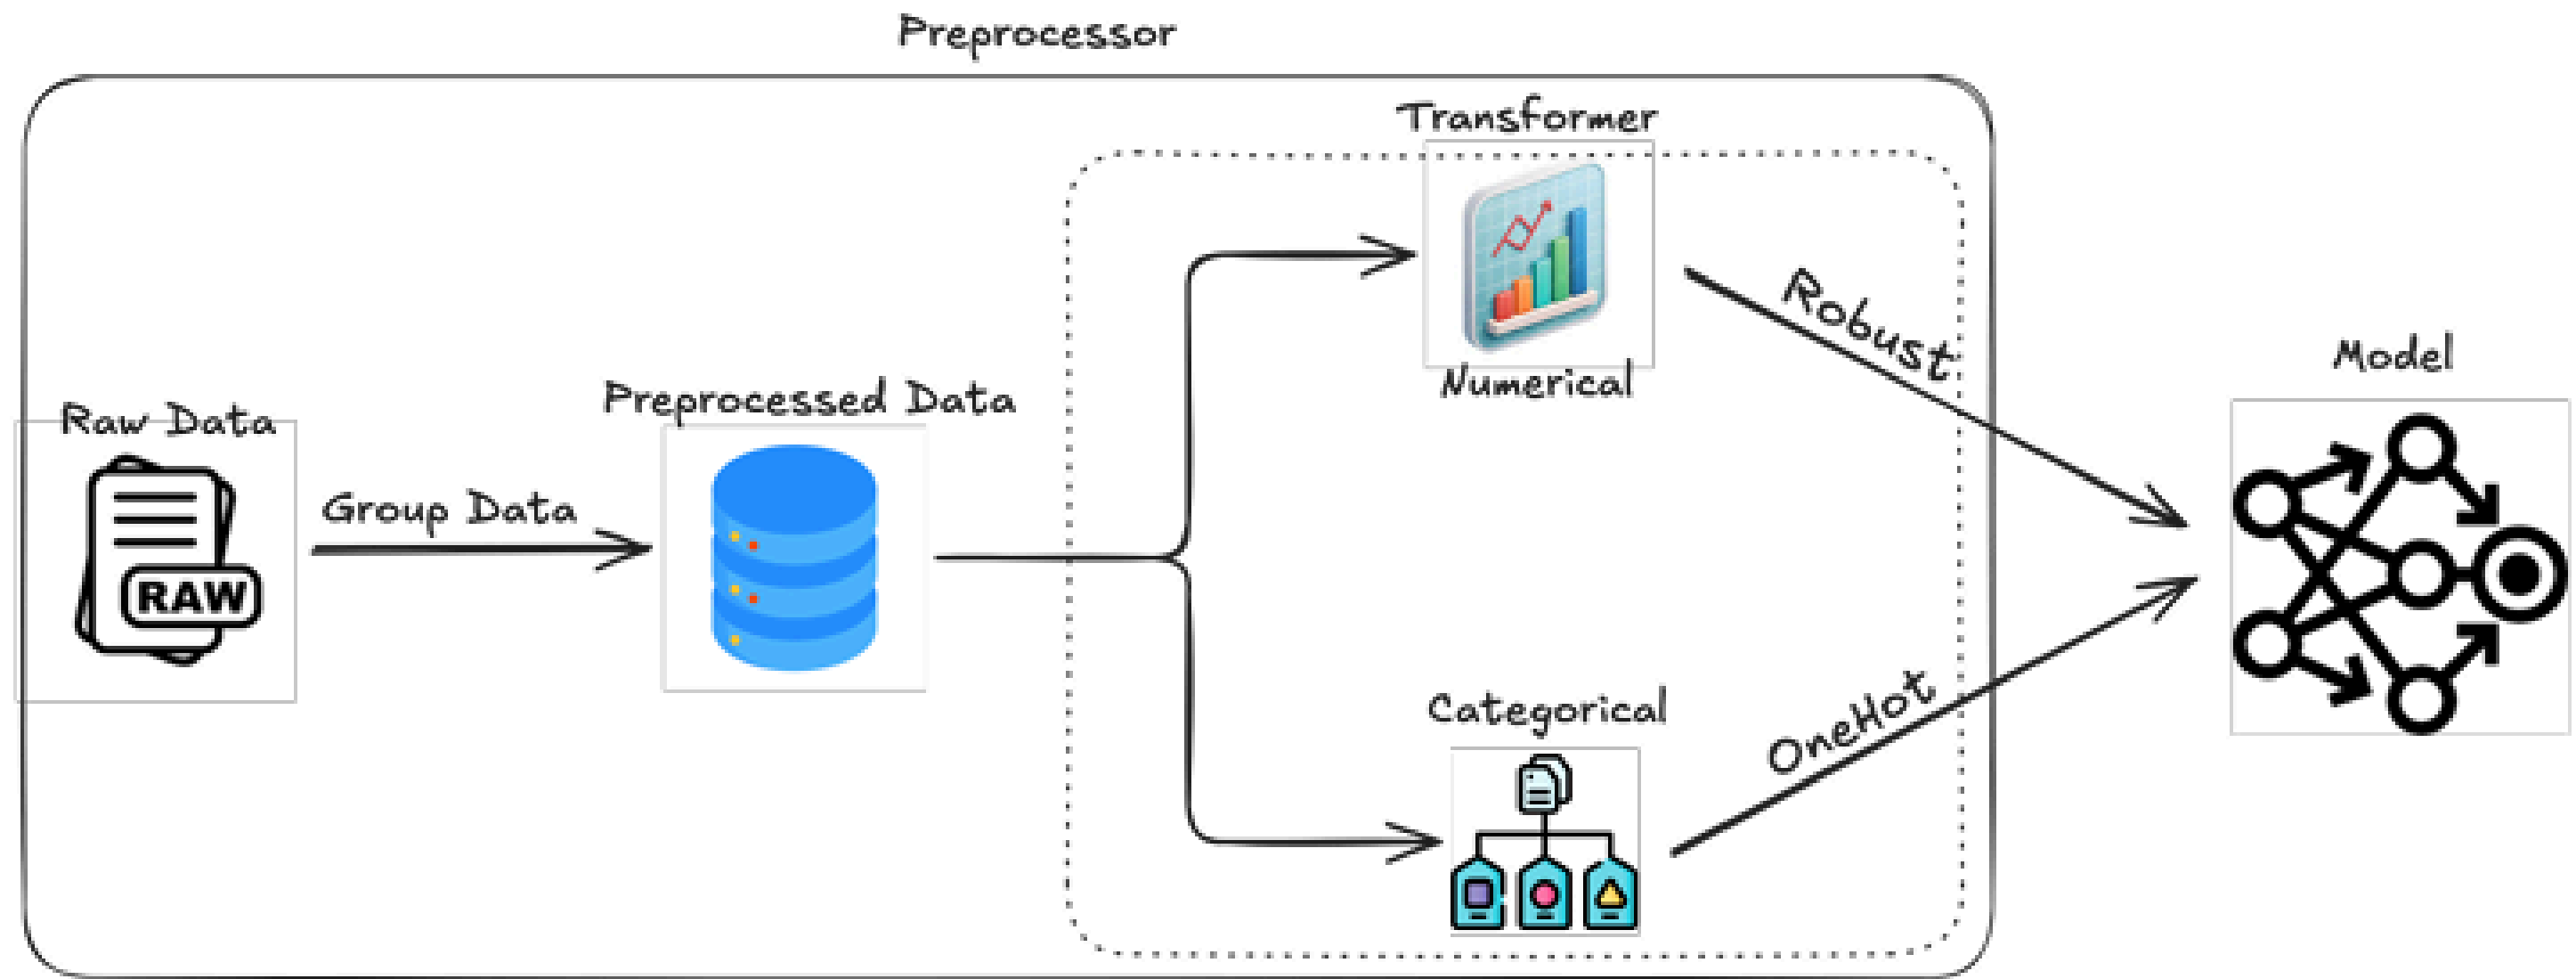 Preprocessor
Transformer
Numerical
Robust
Model
Raw Data
RAW
Group Data
Preprocessed Data
Categorical
OneHot